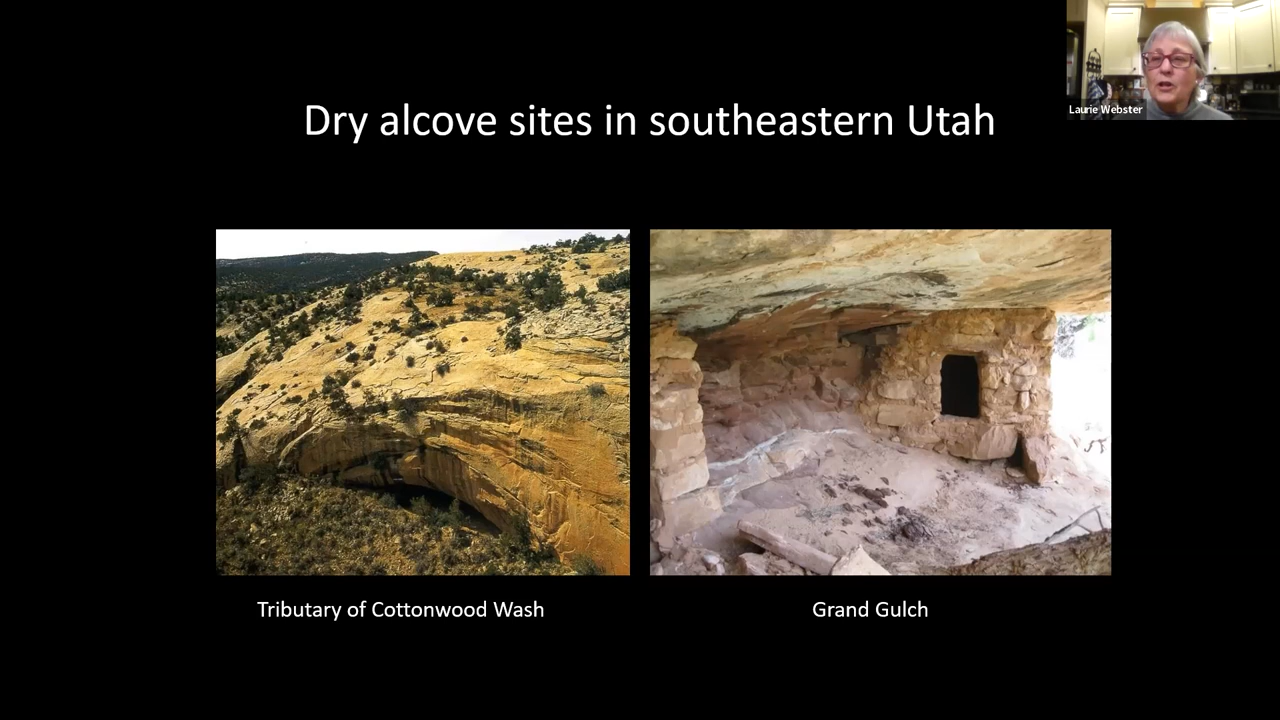 Laurie Webster
Dry alcove sites in southeastern Utah
Tributary of Cottonwood Wash
Grand Gulch